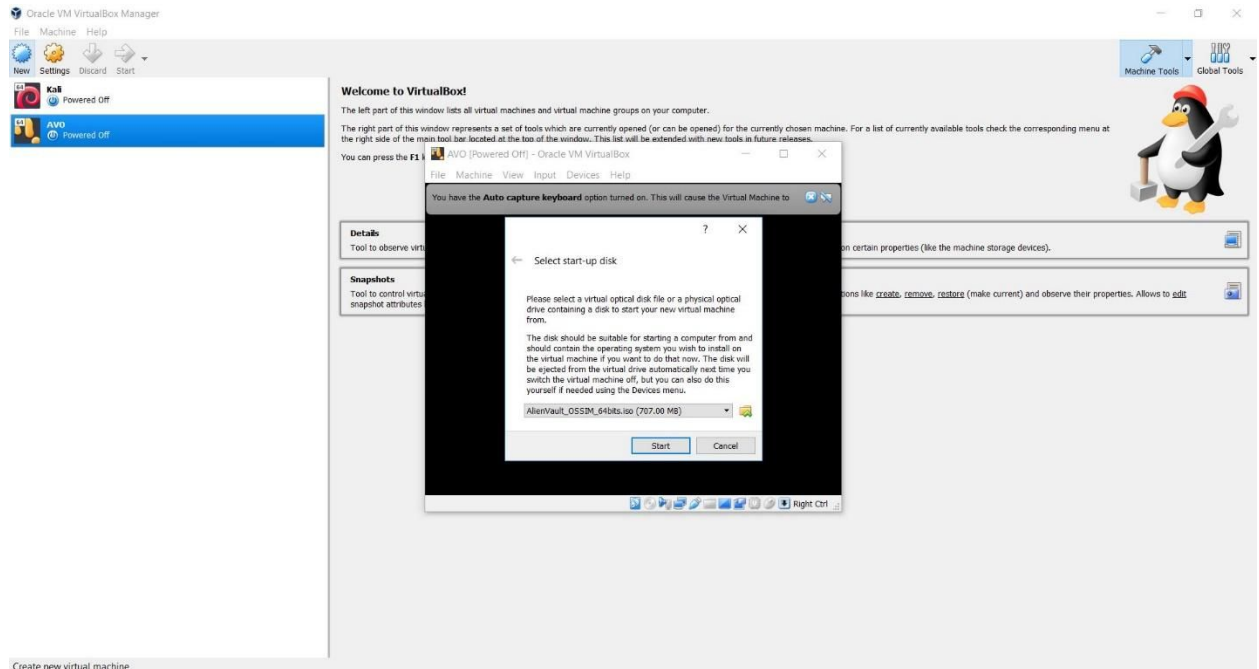 Oracle VM VirtualBox Manager
File Machine Help
New Settings Discard Start
Machine Tools Global Tools
64 Kali
Powered Off
64 AVO
Powered Off
Welcome to VirtualBox!
The left part of this window lists all virtual machines and virtual machine groups on your computer.
The right part of this window represents a set of tools which are currently opened (or can be opened) for the currently chosen machine. For a list of currently available tools check the corresponding menu at
the right side of the main tool bar located at the top of the window. This list will be extended with new tools in future releases.
You can press the F1 k
Details
Tool to observe virtu
on certain properties (like the machine storage devices).
Snapshots
Tool to control virtua
tions like create, remove, restore (make current) and observe their properties. Allows to edit
snapshot attributes
AVO [Powered Off] - Oracle VM VirtualBox
File Machine View Input Devices Help
You have the Auto capture keyboard option turned on. This will cause the Virtual Machine to
?
Select start-up disk
Please select a virtual optical disk file or a physical optical
drive containing a disk to start your new virtual machine
from.
The disk should be suitable for starting a computer from and
should contain the operating system you wish to install on
the virtual machine if you want to do that now. The disk will
be ejected from the virtual drive automatically next time you
switch the virtual machine off, but you can also do this
yourself if needed using the Devices menu.
AlienVault_OSSIM_64bits.iso (707.00 MB)
Start Cancel
Right Ctrl
Create new virtual machine